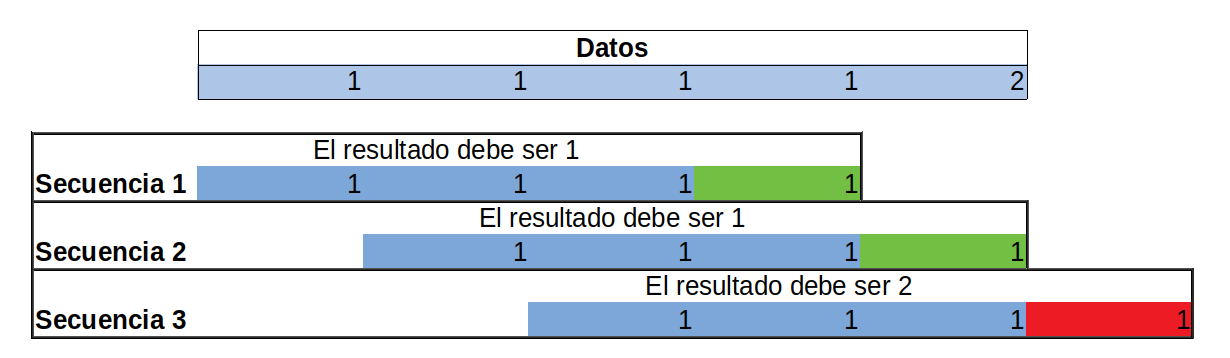 Datos
1 1 1 1 2
El resultado debe ser 1
Secuencia 1 1 1 1 1
El resultado debe ser 1
Secuencia 2 1 1 1 1
El resultado debe ser 2
Secuencia 3 1 1 1 1